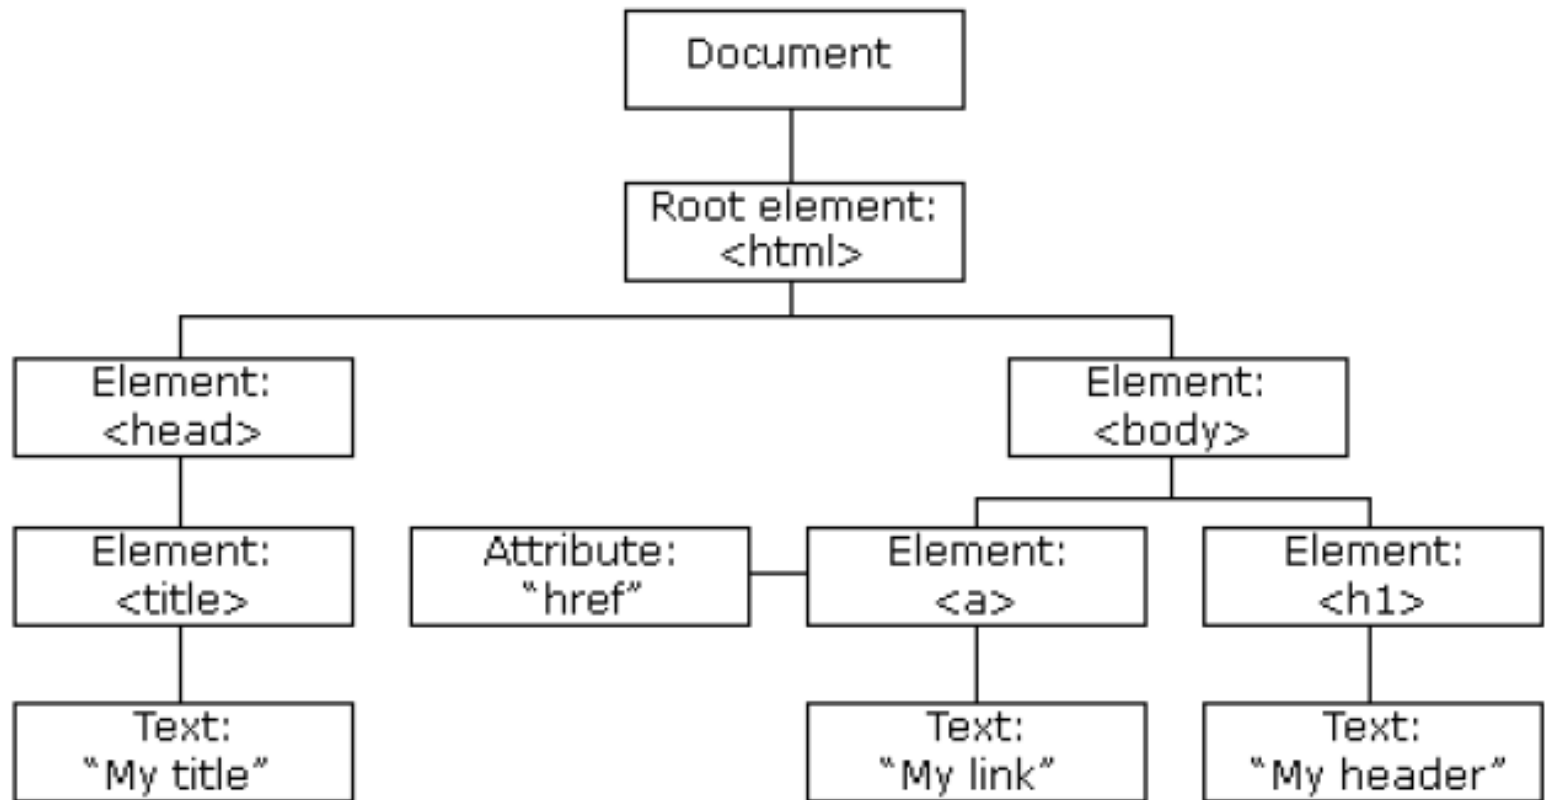 Document
Root element:
<html>
Element:
<head>
Element:
<body>
Element:
<title>
Attribute:
“href”
Element:
<a>
Element:
<h1>
Text:
“My title”
Text:
“My link”
Text:
“My header”